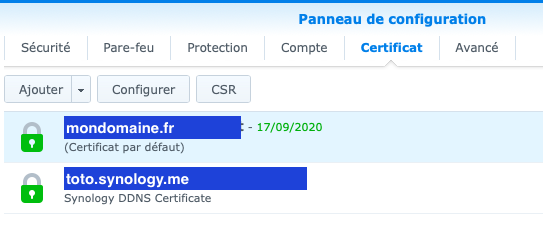 Panneau de configuration
Sécurité Pare-feu Protection Compte Certificat Avancé
Ajouter Configurer CSR
mondomaine.fr - 17/09/2020
(Certificat par défaut)
toto.synology.me
Synology DDNS Certificate